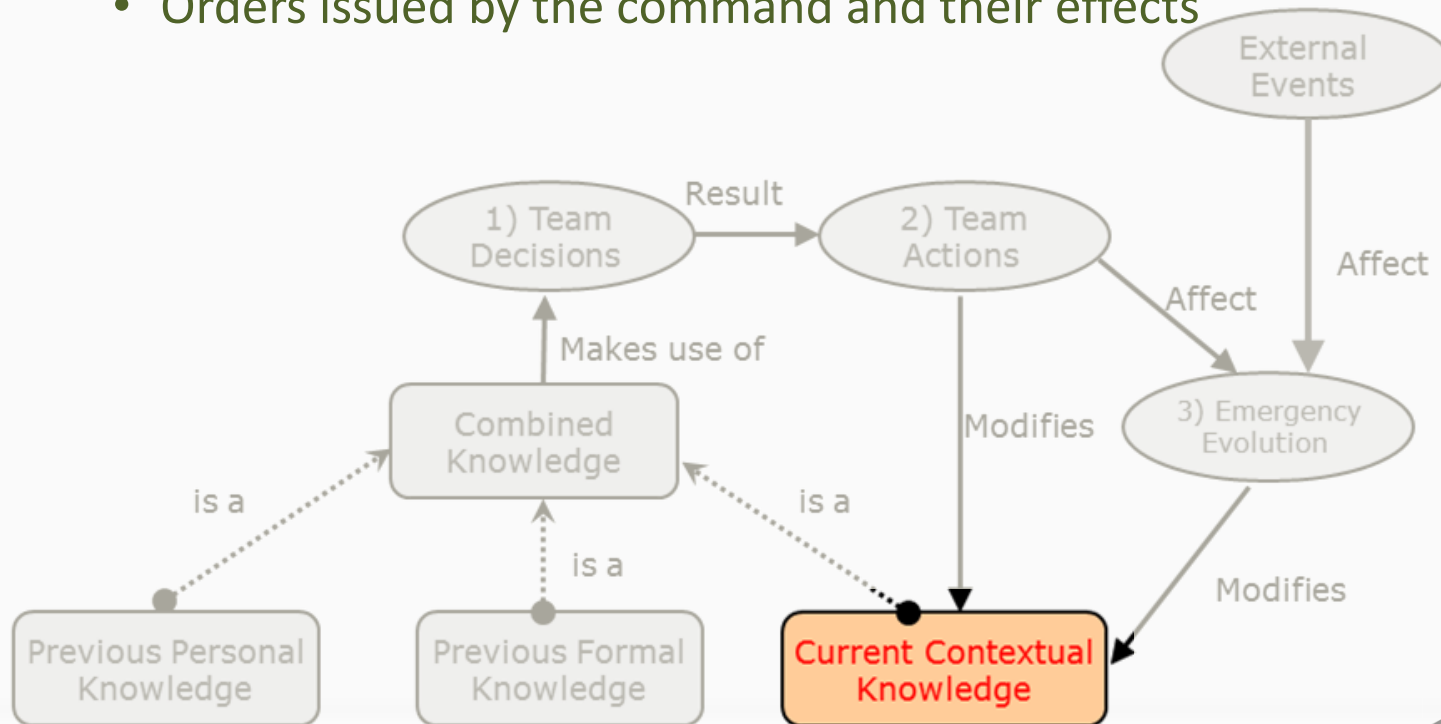 • Orders issued by the command and their effects
External
Events
Result
1) Team
Decisions
2) Team
Actions
Affect
Affect
Makes use of
Combined
Knowledge
Modifies
3) Emergency
Evolution
is a
is a
is a
Modifies
Previous Personal
Knowledge
Previous Formal
Knowledge
Current Contextual
Knowledge